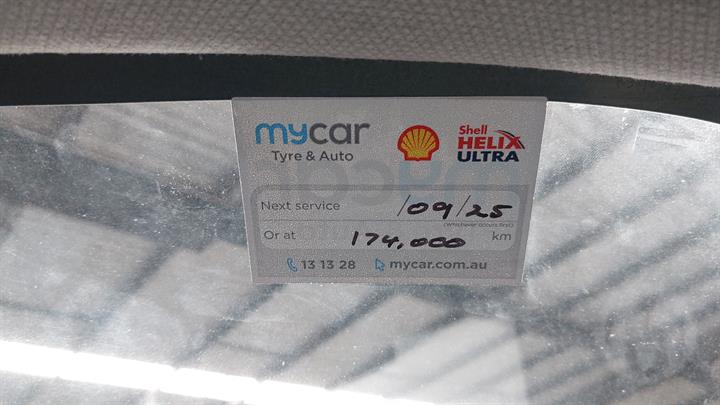 mycar
Tyre & Auto
Shell
HELIX
ULTRA
Next service /09/25
(Whichever occurs first)
Or at 174,000 km
13 13 28 mycar.com.au